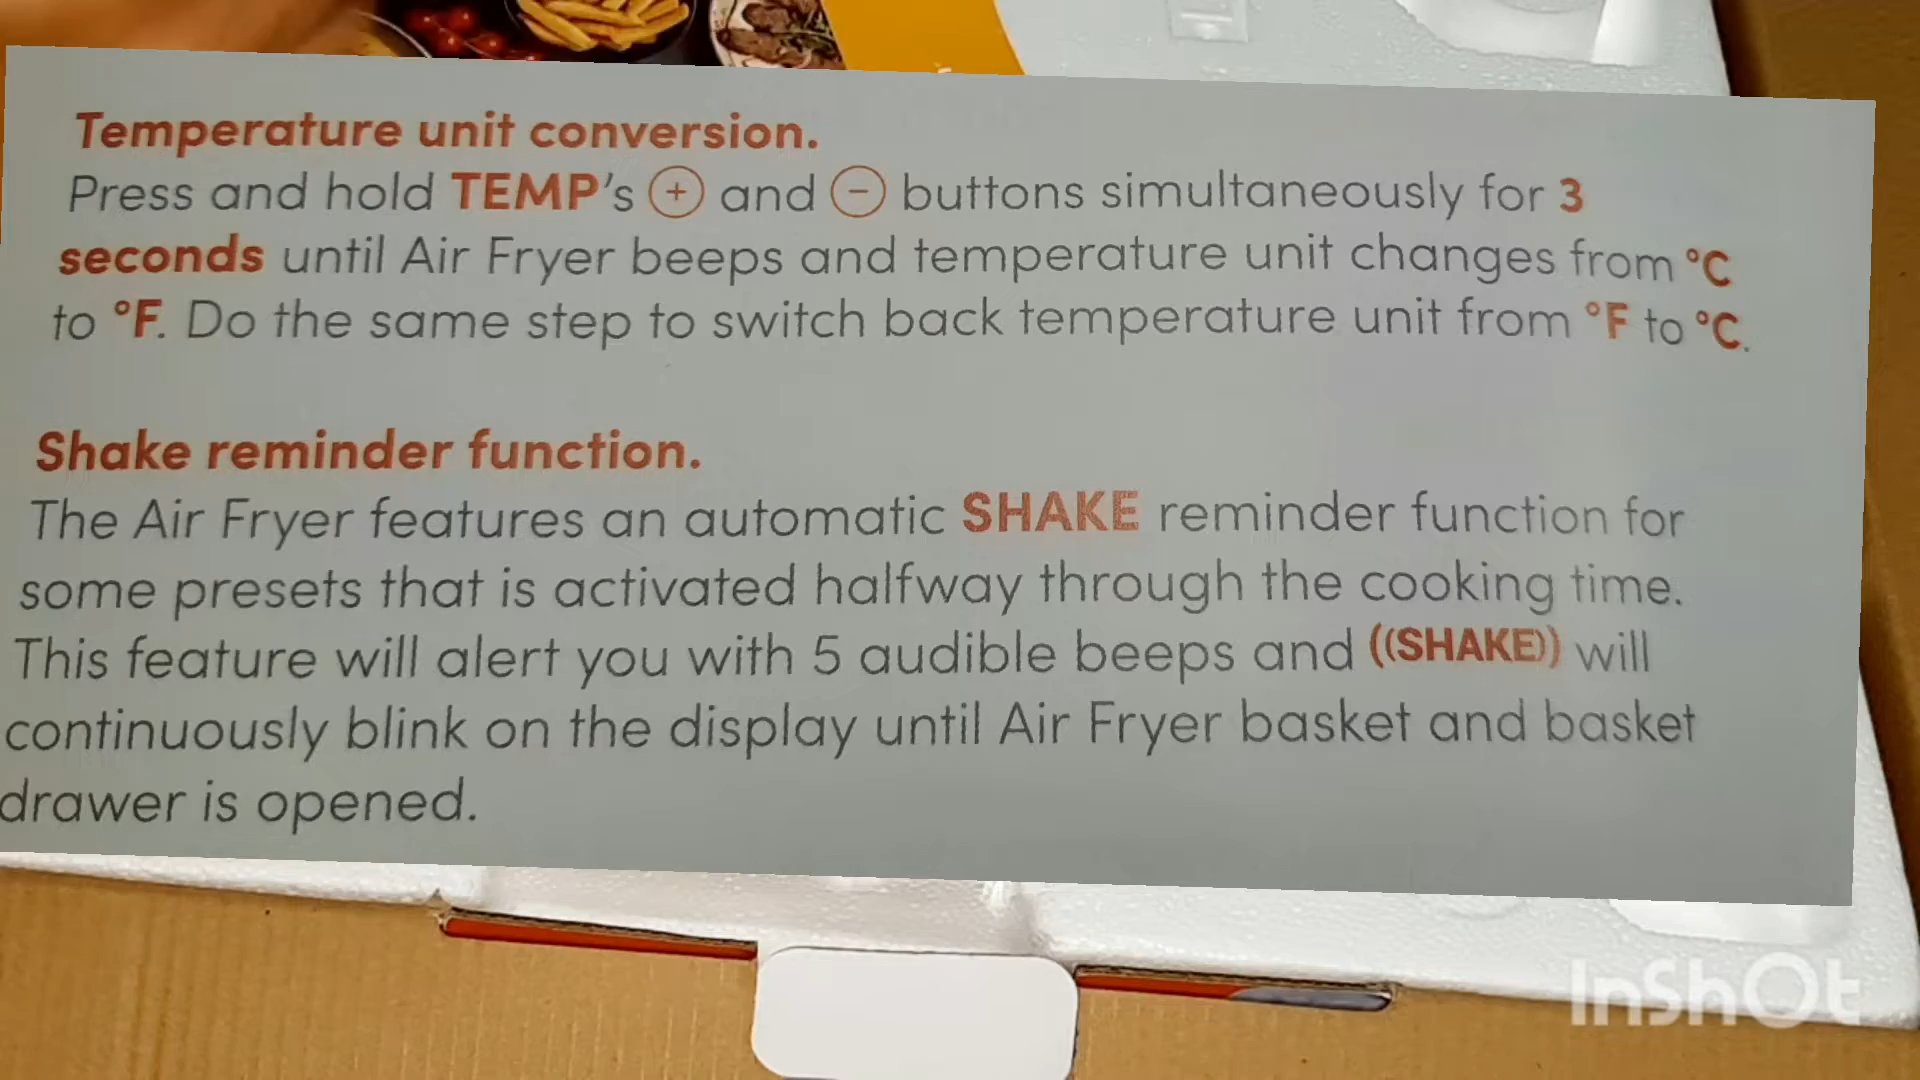 Temperature unit conversion.
Press and hold TEMP's + and - buttons simultaneously for 3
seconds until Air Fryer beeps and temperature unit changes from °C
to °F. Do the same step to switch back temperature unit from °F to °C.
Shake reminder function.
The Air Fryer features an automatic SHAKE reminder function for
some presets that is activated halfway through the cooking time.
This feature will alert you with 5 audible beeps and ((SHAKE)) will
continuously blink on the display until Air Fryer basket and basket
drawer is opened.
InShOt